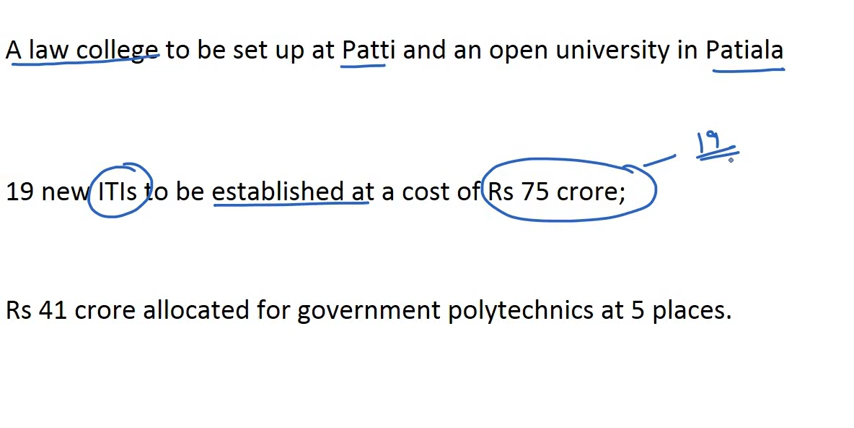 A law college to be set up at Patti and an open university in Patiala
19
19 new ITIs to be established at a cost of Rs 75 crore;
Rs 41 crore allocated for government polytechnics at 5 places.